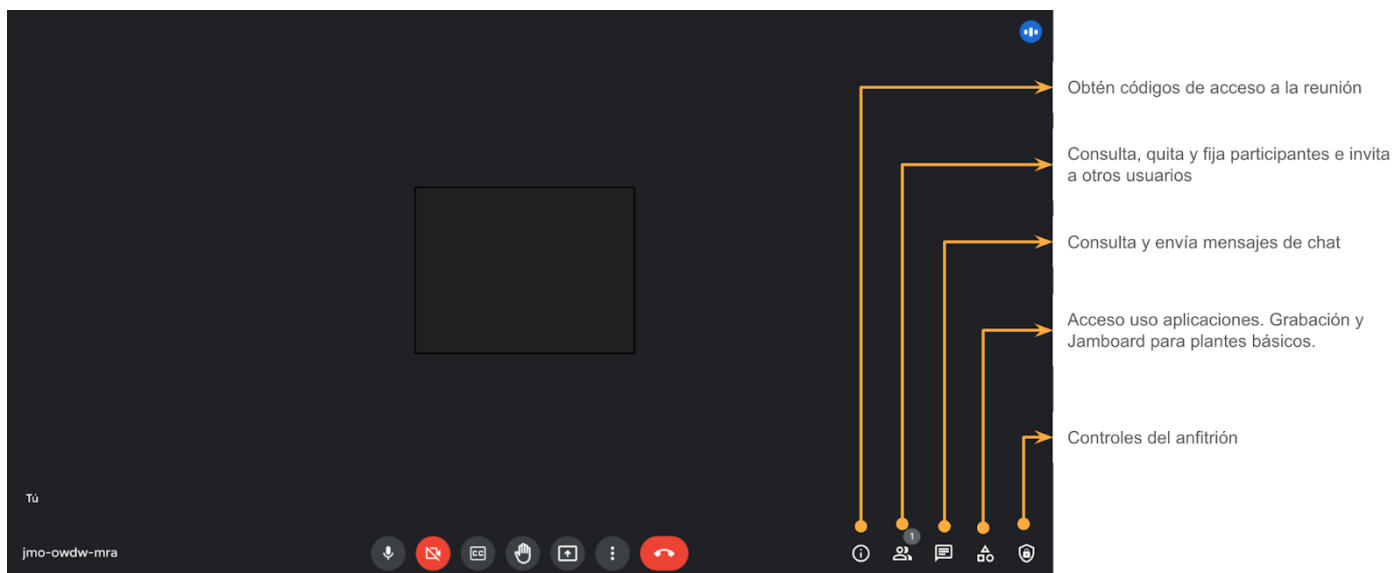 Obtén códigos de acceso a la reunión
Consulta, quita y fija participantes e invita
a otros usuarios
Consulta y envía mensajes de chat
Acceso uso aplicaciones. Grabación y
Jamboard para plantes básicos.
Controles del anfitrión
Tú
jmo-owdw-mra
CC
1